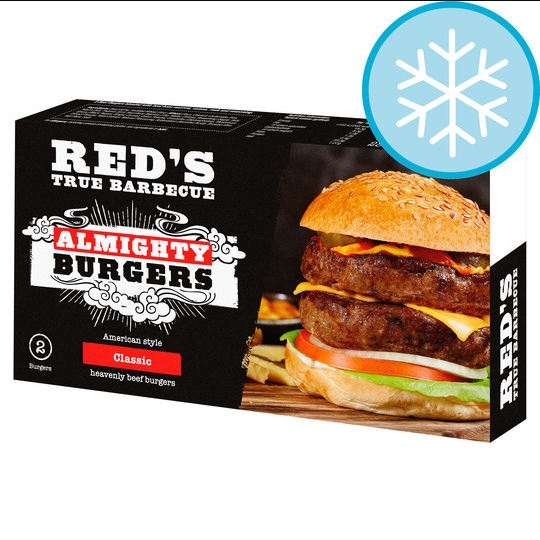 RED'S
TRUE BARBECUE
ALMIGHTY
BURGERS
American style
Classic
heavenly beef burgers
2
Burgers
RED'S
TRUE BARBECUE